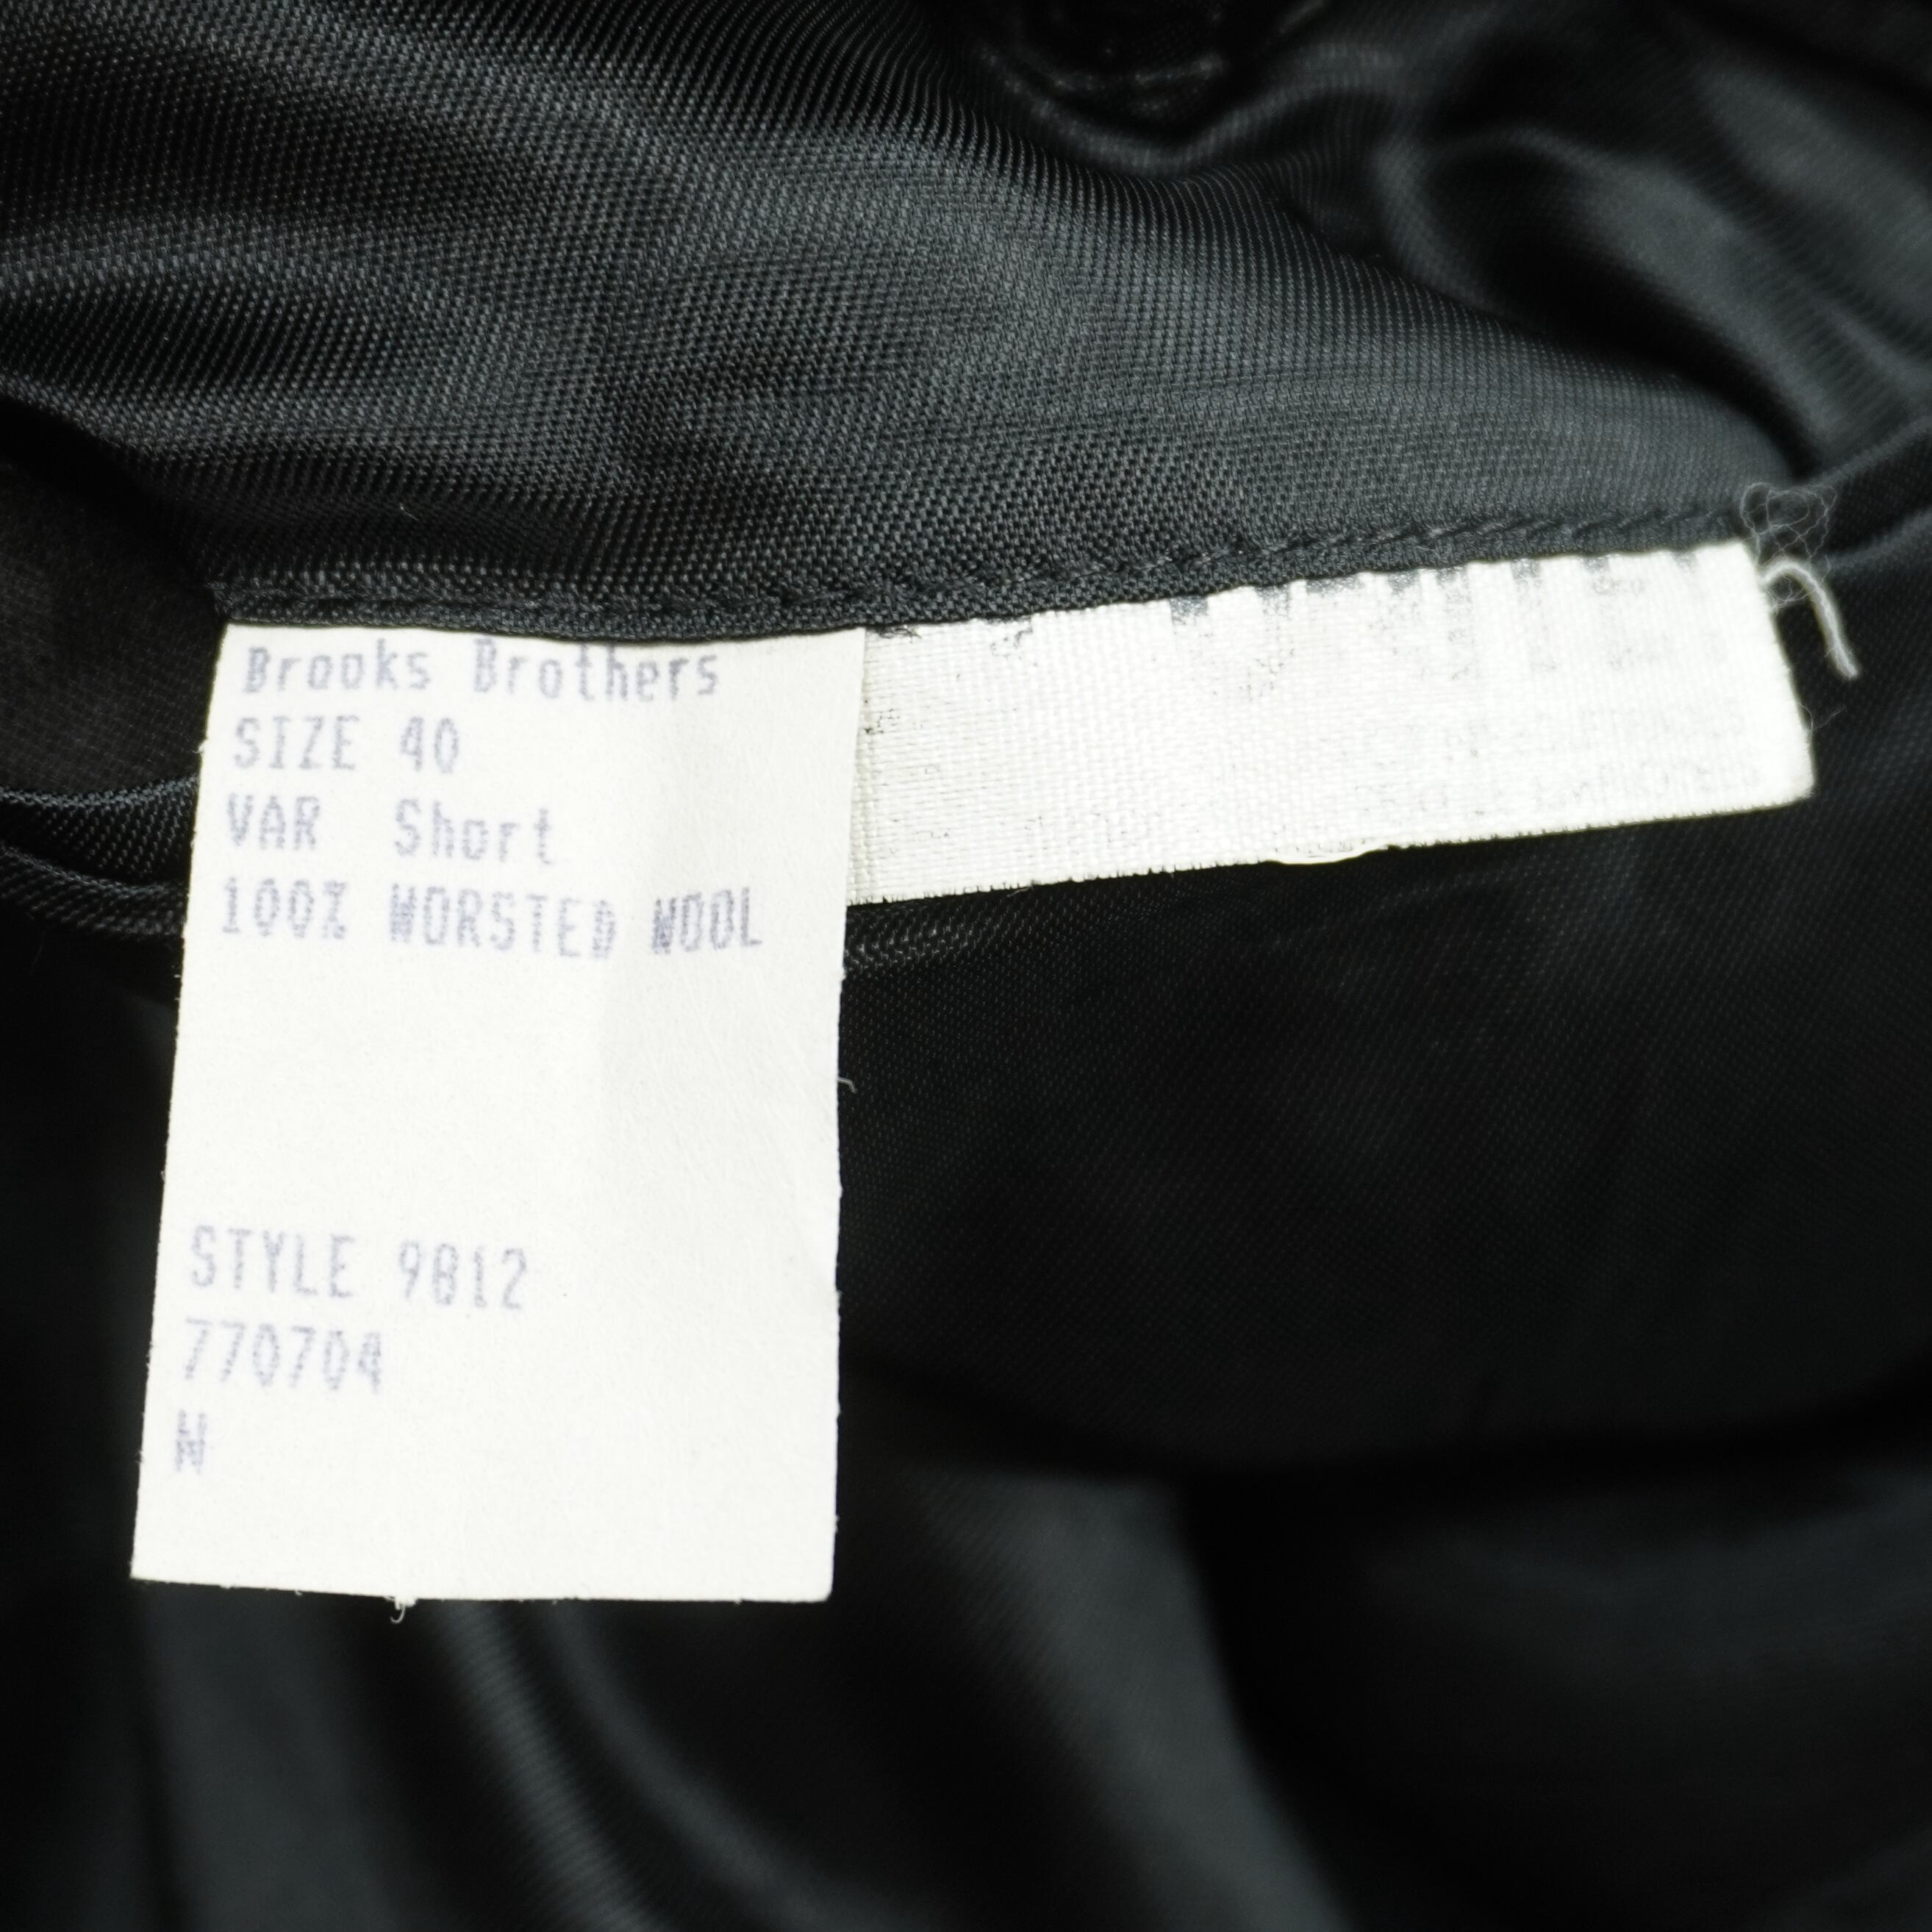 Brooks Brothers
SIZE 40
VAR Short
100% WORSTED WOOL
STYLE 9812
770704
N